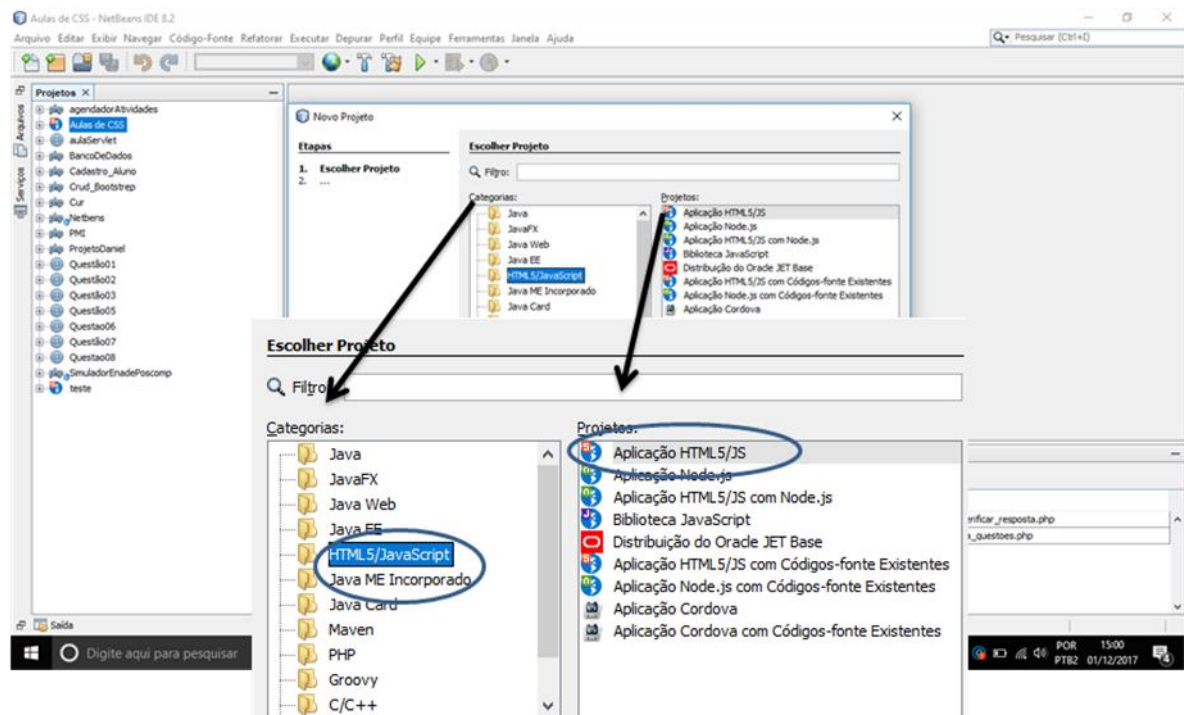 Aulas de CSS - NetBeans IDE 8.2
Arquivo Editar Exibir Navegar Código-Fonte Refatorar Executar Depurar Perfil Equipe Ferramentas Janela Ajuda
Pesquisar (Ctrl+I)
Arquivos
Serviços
Projetos
agendadorAtividades
Aulas de CSS
aulaServlet
BancoDeDados
Cadastro_Aluno
Crud_Bootstrep
Cur
Netbens
PMI
ProjetoDaniel
Questão01
Questão02
Questão03
Questão05
Questao06
Questão07
Questao08
SimuladorEnadePoscomp
teste
Novo Projeto
Etapas
1. Escolher Projeto
2. ...
Escolher Projeto
Filtro:
Categorias:
Java
JavaFX
Java Web
Java EE
HTML5/JavaScript
Java ME Incorporado
Java Card
Projetos:
Aplicação HTML5/JS
Aplicação Node.js
Aplicação HTML5/JS com Node.js
Biblioteca JavaScript
Distribuição do Oracle JET Base
Aplicação HTML5/JS com Códigos-fonte Existentes
Aplicação Node.js com Códigos-fonte Existentes
Aplicação Cordova
Escolher Projeto
Filtro
Categorias:
Java
JavaFX
Java Web
Java EE
HTML5/JavaScript
Java ME Incorporado
Java Card
Maven
PHP
Groovy
C/C++
Projetos:
Aplicação HTML5/JS
Aplicação Node.js
Aplicação HTML5/JS com Node.js
Biblioteca JavaScript
Distribuição do Oracle JET Base
Aplicação HTML5/JS com Códigos-fonte Existentes
Aplicação Node.js com Códigos-fonte Existentes
Aplicação Cordova
Aplicação Cordova com Códigos-fonte Existentes
erificar_resposta.php
a_questoes.php
Saída
Digite aqui para pesquisar
POR 15:00
PTB2 01/12/2017
4